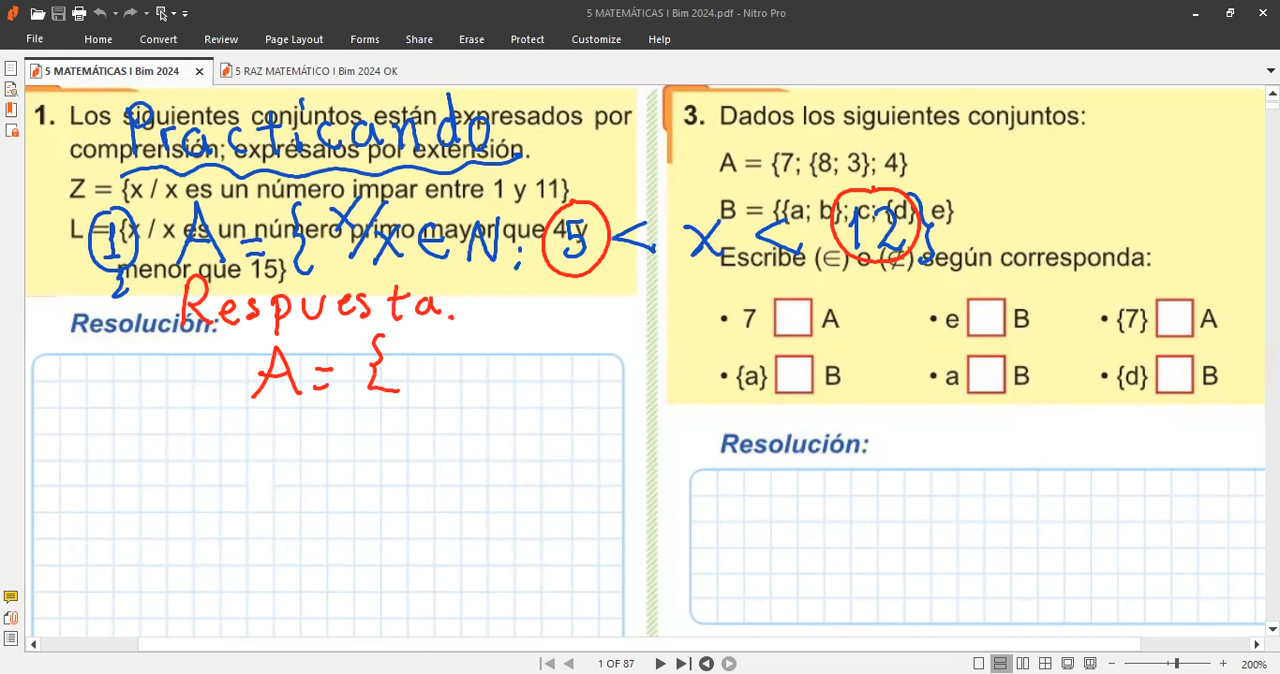 5 MATEMÁTICAS I Bim 2024.pdf - Nitro Pro
File Home Convert Review Page Layout Forms Share Erase Protect Customize Help
5 MATEMÁTICAS I Bim 2024
5 RAZ MATEMÁTICO I Bim 2024 OK
1. Los siguientes conjuntos están expresados por
comprensión; exprésalos por extensión.
Z = {x / x es un número impar entre 1 y 11}
L = {x / x es un número primo mayor que 4 y
menor que 15}
Resolución:
Practicando
1 A = { x/x ∈ N; 5 < x < 12}
Respuesta.
A = {
3. Dados los siguientes conjuntos:
A = {7; {8; 3}; 4}
B = {{a; b}; c; {d}; e}
Escribe (∈) o (∉) según corresponda:
• 7 A • e B • {7} A
• {a} B • a B • {d} B
Resolución:
1 OF 87
200%